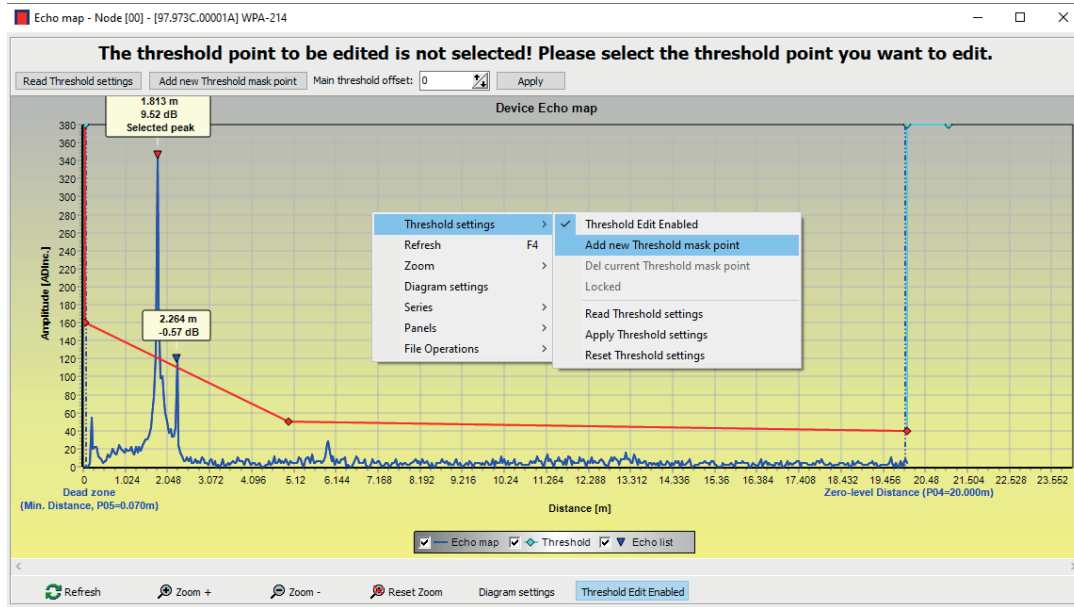 Echo map - Node [00] - [97.973C.00001A] WPA-214
The threshold point to be edited is not selected! Please select the threshold point you want to edit.
Read Threshold settings
Add new Threshold mask point
Main threshold offset: 0
Apply
Device Echo map
1.813 m
9.52 dB
Selected peak
2.264 m
-0.57 dB
Amplitude [ADInc.]
380
360
340
320
300
280
260
240
220
200
180
160
140
120
100
80
60
40
20
0
Threshold settings
Refresh F4
Zoom
Diagram settings
Series
Panels
File Operations
Threshold Edit Enabled
Add new Threshold mask point
Del current Threshold mask point
Locked
Read Threshold settings
Apply Threshold settings
Reset Threshold settings
0 1.024 2.048 3.072 4.096 5.12 6.144 7.168 8.192 9.216 10.24 11.264 12.288 13.312 14.336 15.36 16.384 17.408 18.432 19.456 20.48 21.504 22.528 23.552
Dead zone
(Min. Distance, P05=0.070m)
Zero-level Distance (P04=20.000m)
Distance [m]
Echo map Threshold Echo list
Refresh Zoom + Zoom - Reset Zoom Diagram settings Threshold Edit Enabled